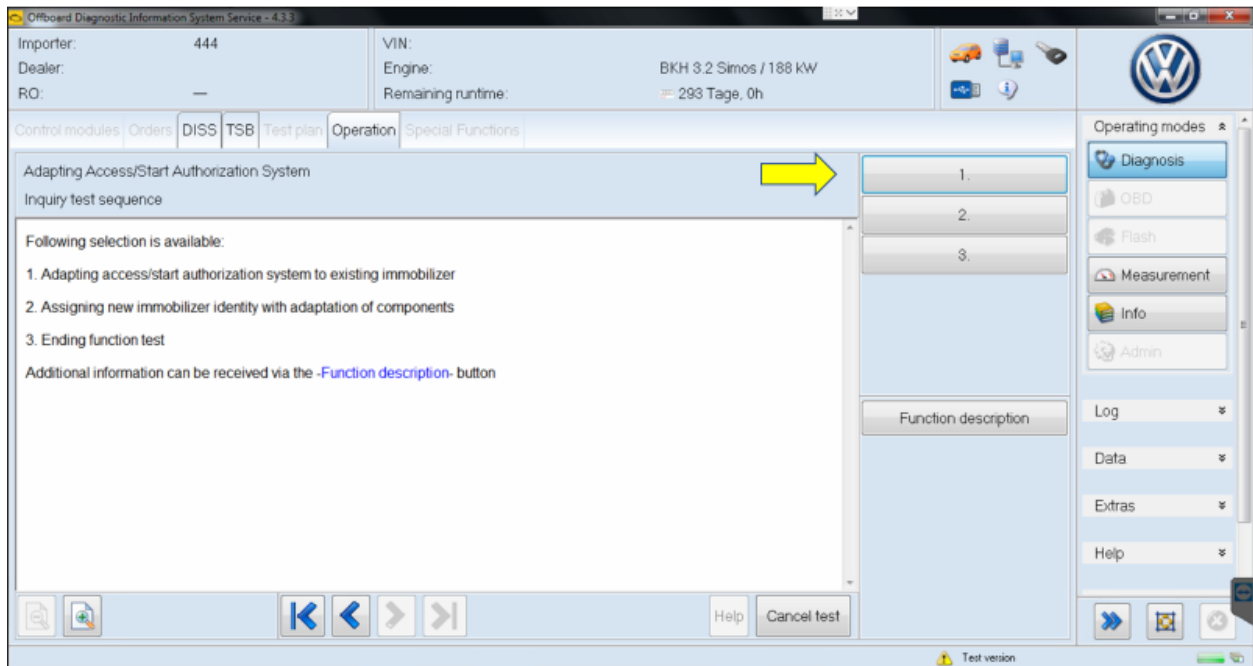 Offboard Diagnostic Information System Service - 4.3.3
Importer: 444
Dealer:
RO: —
VIN:
Engine: BKH 3.2 Simos / 188 kW
Remaining runtime: 293 Tage, 0h
Control modules Orders DISS TSB Test plan Operation Special Functions
Adapting Access/Start Authorization System
Inquiry test sequence
Following selection is available:
1. Adapting access/start authorization system to existing immobilizer
2. Assigning new immobilizer identity with adaptation of components
3. Ending function test
Additional information can be received via the -Function description- button
1.
2.
3.
Function description
Help
Cancel test
Operating modes
Diagnosis
OBD
Flash
Measurement
Info
Admin
Log
Data
Extras
Help
Test version